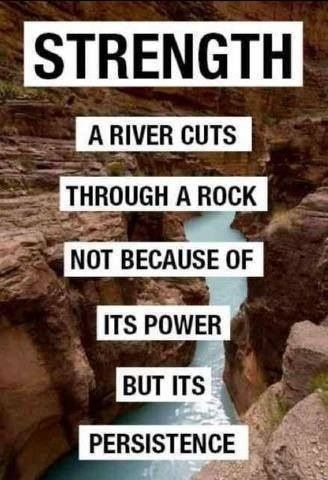 STRENGTH
A RIVER CUTS
THROUGH A ROCK
NOT BECAUSE OF
ITS POWER
BUT ITS
PERSISTENCE